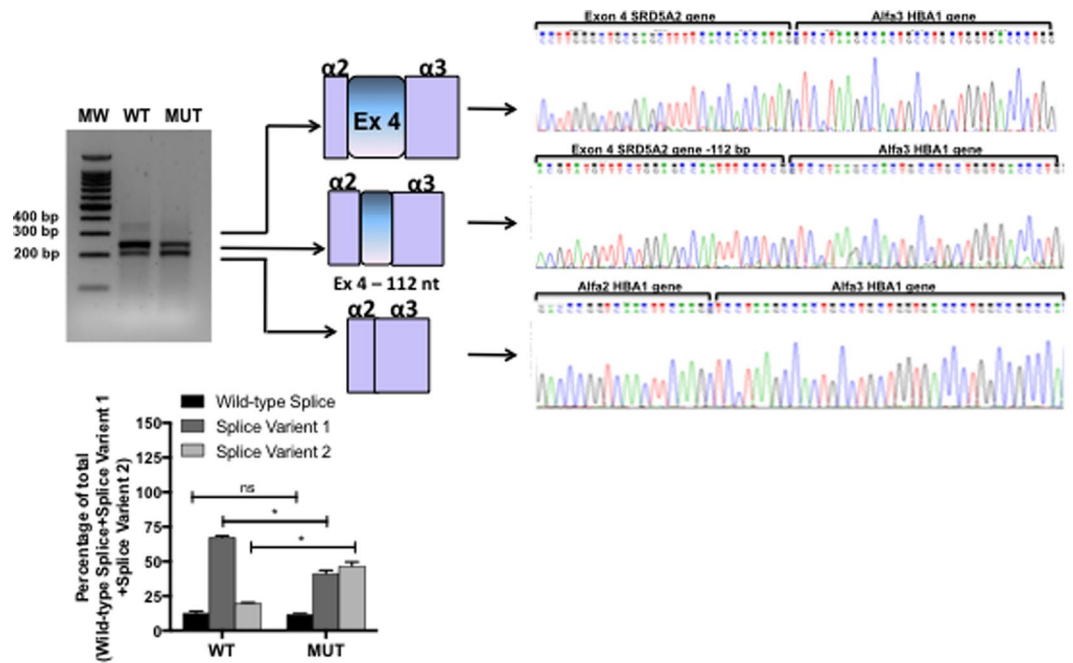 Exon 4 SRD5A2 gene
Alfa3 HBA1 gene
α2
α3
MW WT MUT
Ex 4
Exon 4 SRD5A2 gene -112 bp
Alfa3 HBA1 gene
α2
α3
400 bp
300 bp
200 bp
Ex 4 – 112 nt
Alfa2 HBA1 gene
Alfa3 HBA1 gene
α2 α3
Wild-type Splice
Splice Varient 1
Splice Varient 2
Percentage of total
(Wild-type Splice+Splice Varient 1
+Splice Varient 2)
150
125
100
75
50
25
0
ns
*
*
WT
MUT